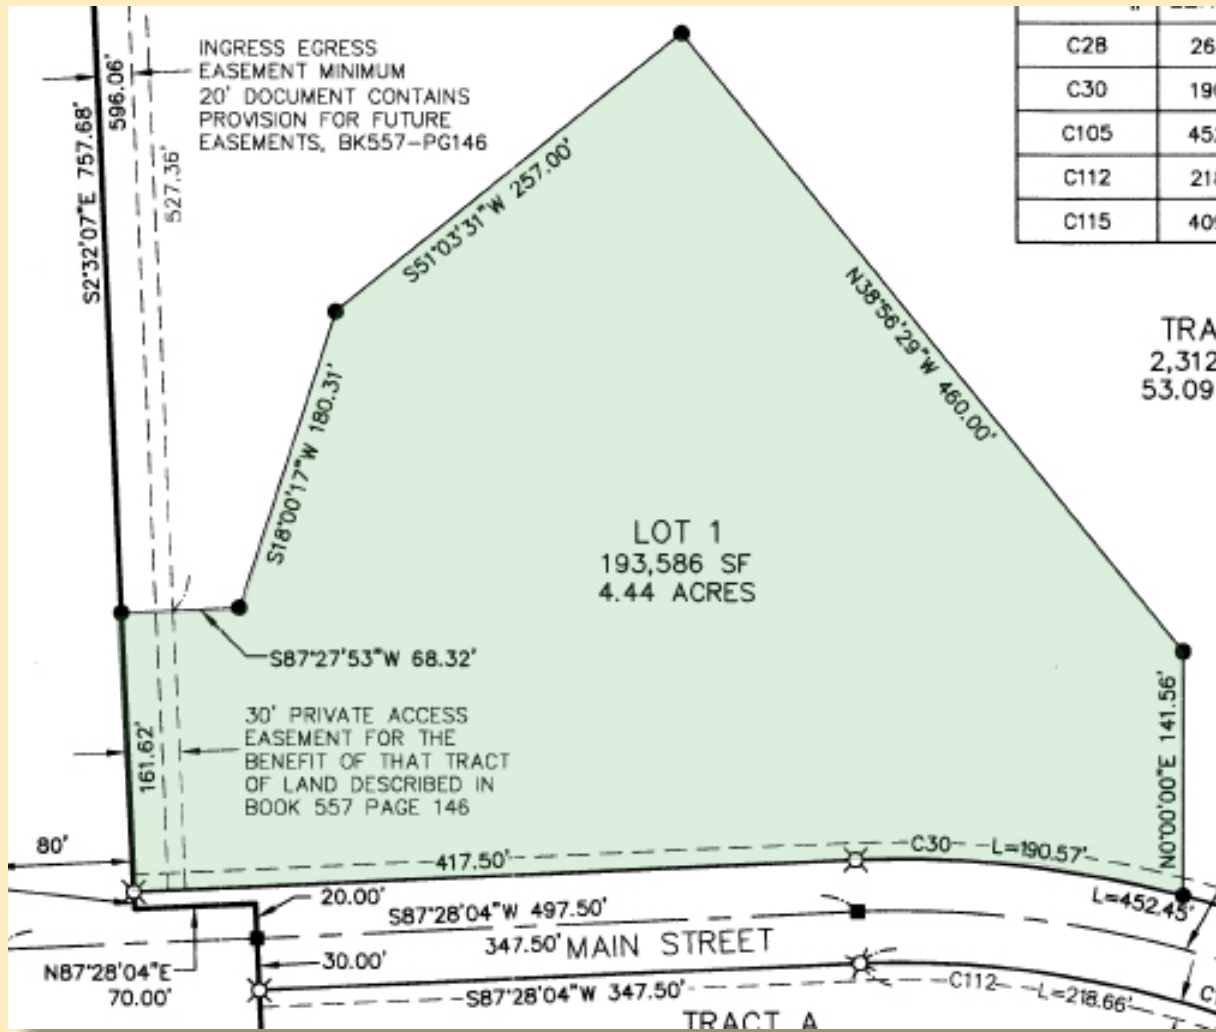 INGRESS EGRESS
EASEMENT MINIMUM
20' DOCUMENT CONTAINS
PROVISION FOR FUTURE
EASEMENTS, BK557-PG146
596.06'
S2°32'07"E 757.68'
527.36'
S51°03'31"W 257.00'
N38°56'29"W 460.00'
S18°00'17"W 180.31'
C28 26
C30
C105
C112
C115
TRA
2,312
53.09
LOT 1
193,586 SF
4.44 ACRES
S87°27'53"W 68.32'
30' PRIVATE ACCESS
EASEMENT FOR THE
BENEFIT OF THAT TRACT
OF LAND DESCRIBED IN
BOOK 557 PAGE 146
161.62'
N0°00'00"E 141.56'
80'
417.50'
C30
L=190.57'
20.00'
S87°28'04"W 497.50'
L=452.45'
347.50' MAIN STREET
N87°28'04"E
70.00'
30.00'
S87°28'04"W 347.50'
C112
L=218.66'
TRACT A